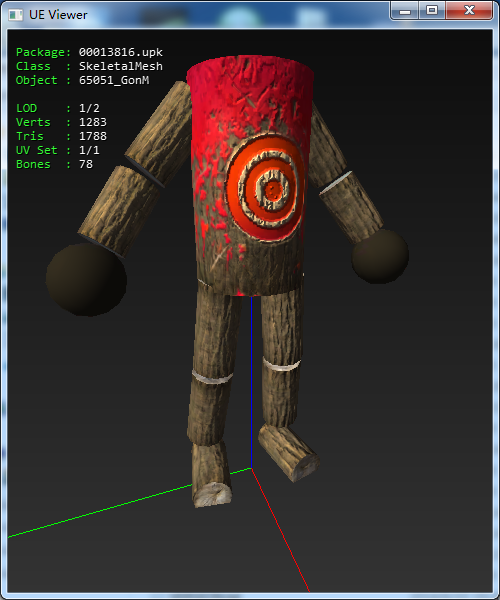 UE Viewer
Package: 00013816.upk
Class : SkeletalMesh
Object : 65051_GonM
LOD : 1/2
Verts : 1283
Tris : 1788
UV Set : 1/1
Bones : 78